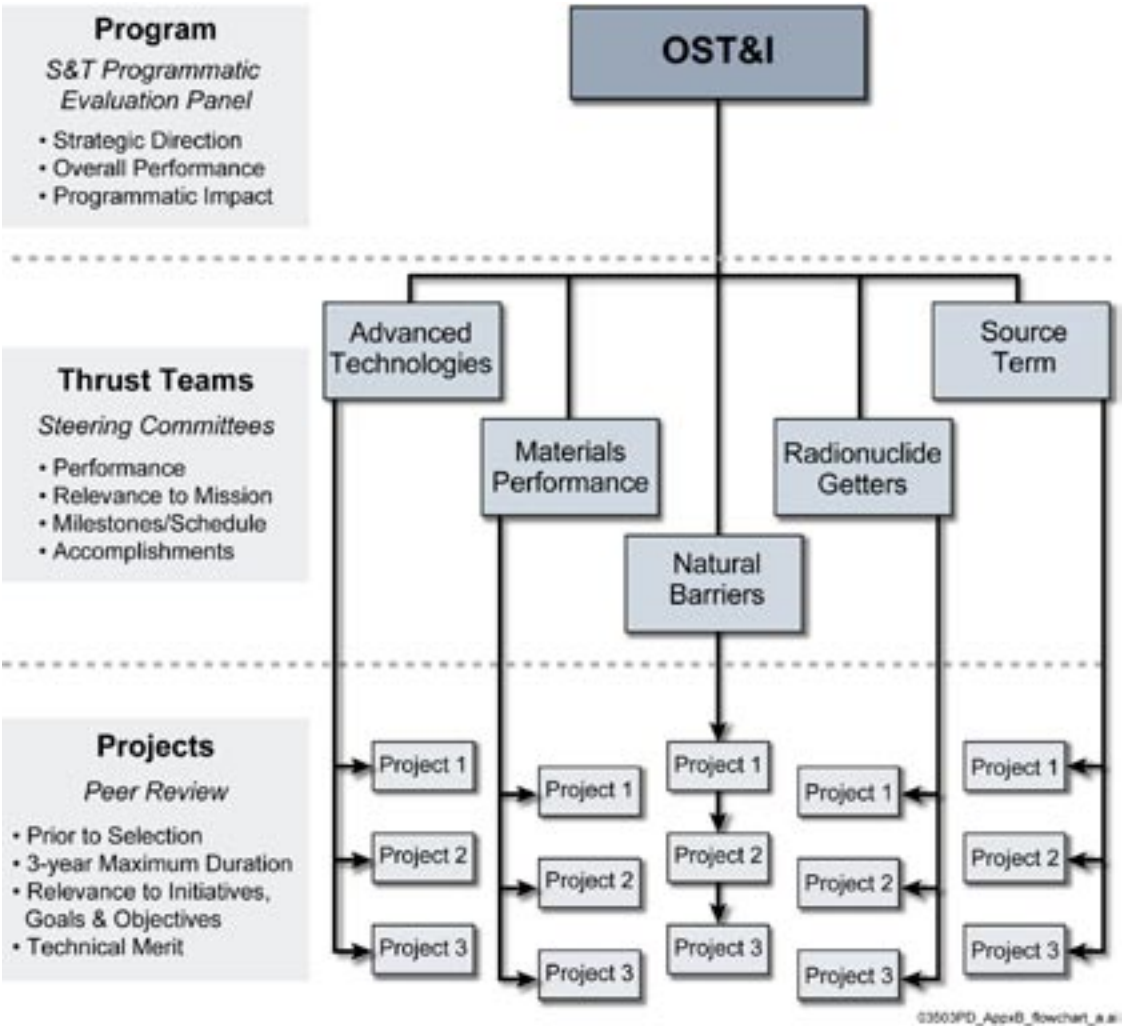 Program
S&T Programmatic
Evaluation Panel
• Strategic Direction
• Overall Performance
• Programmatic Impact
OST&I
Thrust Teams
Steering Committees
• Performance
• Relevance to Mission
• Milestones/Schedule
• Accomplishments
Advanced
Technologies
Materials
Performance
Natural
Barriers
Radionuclide
Getters
Source
Term
Projects
Peer Review
• Prior to Selection
• 3-year Maximum Duration
• Relevance to Initiatives,
Goals & Objectives
• Technical Merit
Project 1
Project 2
Project 3
Project 1
Project 2
Project 3
Project 1
Project 2
Project 3
Project 1
Project 2
Project 3
Project 1
Project 2
Project 3
03503PD_AppxB_flowchart_a.ai